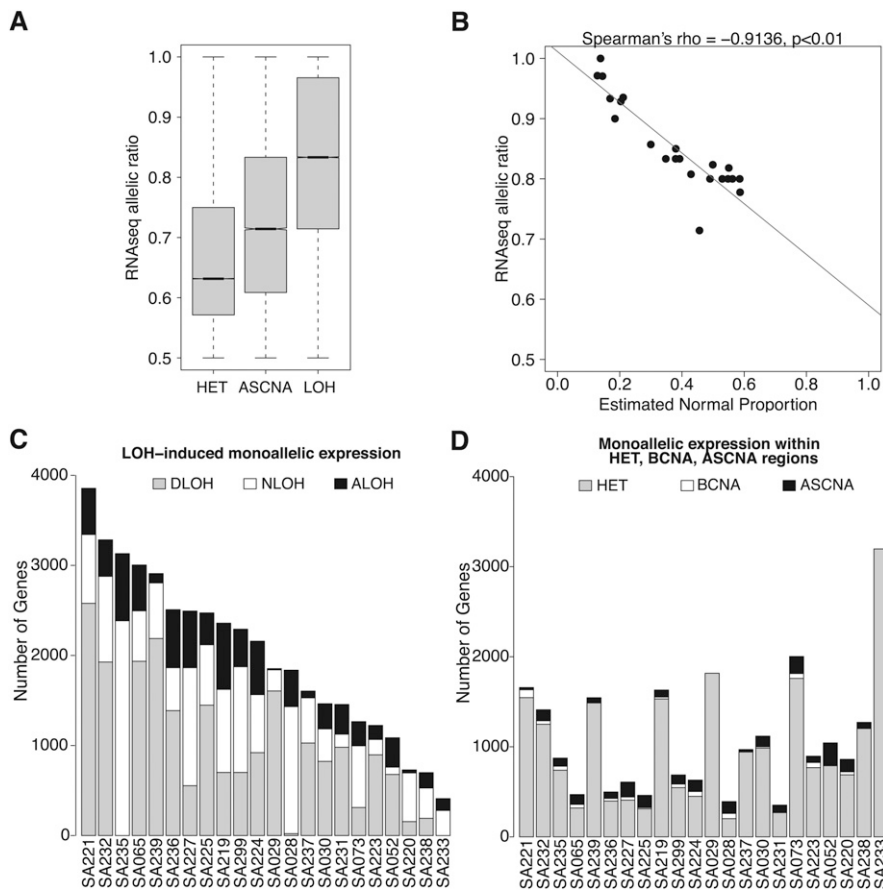 A
1.0
0.9
0.8
0.7
0.6
0.5
RNAseq allelic ratio
HET ASCNA LOH
B
Spearman's rho = −0.9136, p<0.01
1.0
0.9
0.8
0.7
0.6
0.5
RNAseq allelic ratio
0.0 0.2 0.4 0.6 0.8 1.0
Estimated Normal Proportion
C
LOH−induced monoallelic expression
DLOH NLOH ALOH
4000
3000
2000
1000
0
Number of Genes
SA221 SA232 SA235 SA065 SA239 SA236 SA227 SA225 SA219 SA299 SA224 SA029 SA028 SA237 SA030 SA231 SA073 SA223 SA052 SA220 SA238 SA233
D
Monoallelic expression within
HET, BCNA, ASCNA regions
HET BCNA ASCNA
4000
3000
2000
1000
0
Number of Genes
SA221 SA232 SA235 SA065 SA239 SA236 SA227 SA225 SA219 SA299 SA224 SA029 SA028 SA237 SA030 SA231 SA073 SA223 SA052 SA220 SA238 SA233